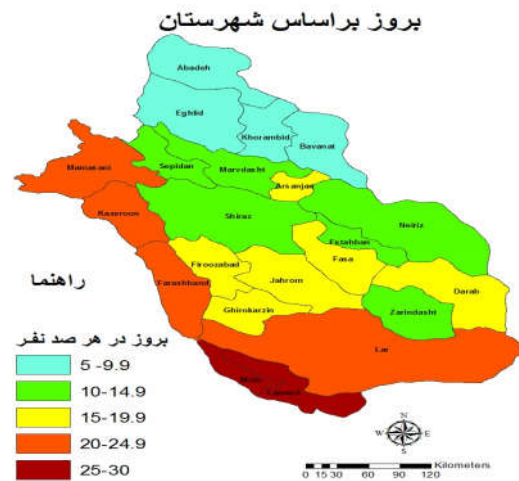 بروز براساس شهرستان
Abadeh
Eghlid
Khorambid
Bavanat
Mamasani
Sepidan
Marvdasht
Arsanjan
Kazeroon
Shiraz
Neiriz
Estahban
Fasa
Firoozabad
Farashband
Jahrom
Darab
Ghirokarzin
Zarindasht
Lar
Lamerd
راهنما
بروز در هر صد نفر
5 -9.9
10-14.9
15-19.9
20-24.9
25-30
N
W E
S
Kilometers
0 15 30 60 90 120